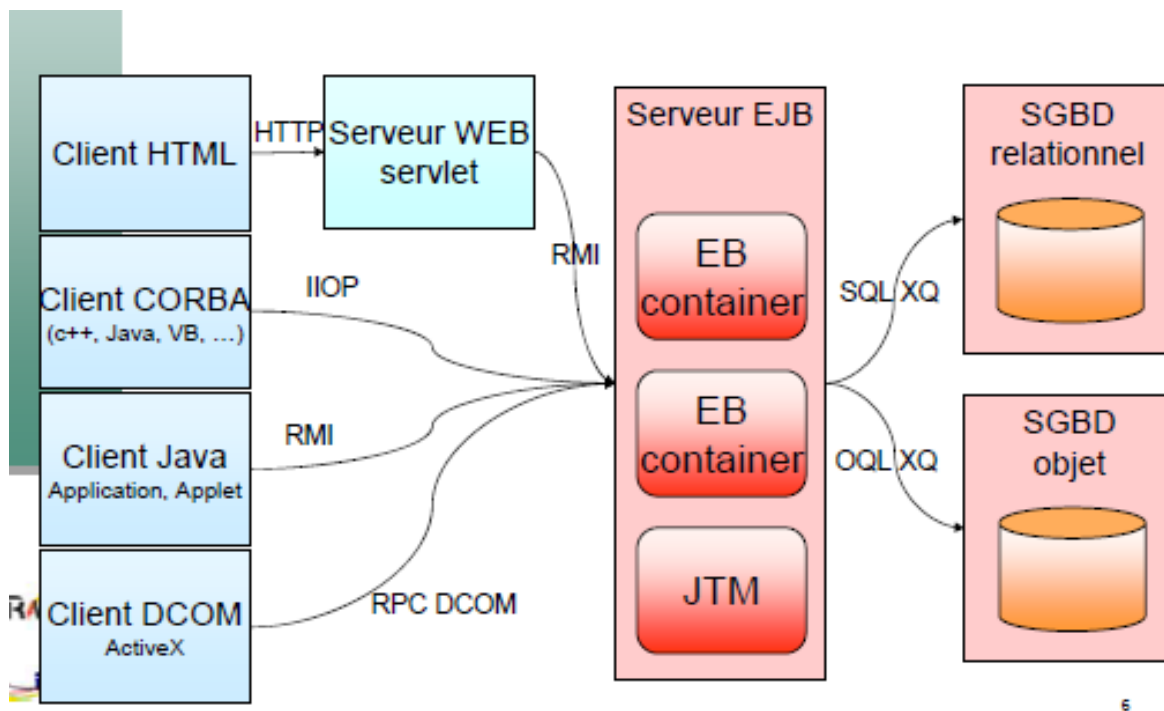 Client HTML
HTTP
Serveur WEB
servlet
Client CORBA
(c++, Java, VB, ...)
IIOP
RMI
Client Java
Application, Applet
RMI
Client DCOM
ActiveX
RPC DCOM
Serveur EJB
EB
container
EB
container
JTM
SQL XQ
OQL XQ
SGBD
relationnel
SGBD
objet
6